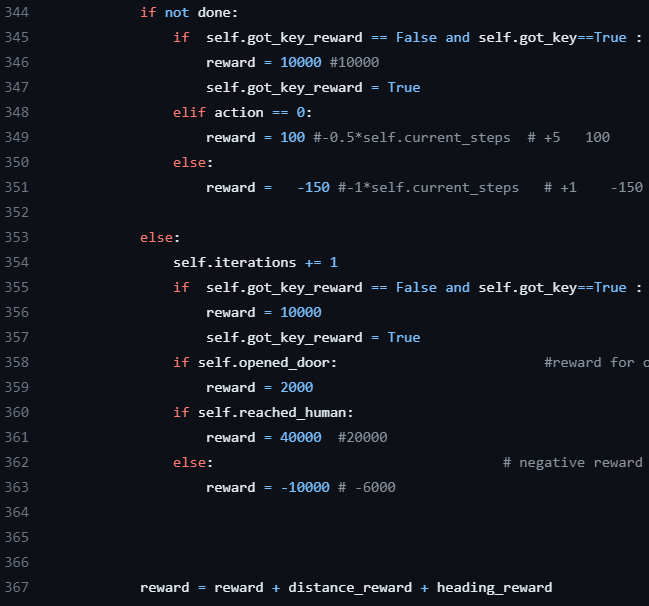 344 if not done:
345 if  self.got_key_reward == False and self.got_key==True :
346 reward = 10000 #10000
347 self.got_key_reward = True
348 elif action == 0:
349 reward = 100 #-0.5*self.current_steps  # +5   100
350 else:
351 reward =   -150 #-1*self.current_steps   # +1    -150
352
353 else:
354 self.iterations += 1
355 if  self.got_key_reward == False and self.got_key==True :
356 reward = 10000
357 self.got_key_reward = True
358 if self.opened_door:                         #reward for
359 reward = 2000
360 if self.reached_human:
361 reward = 40000  #20000
362 else:                                   # negative reward
363 reward = -10000 # -6000
364
365
366
367 reward = reward + distance_reward + heading_reward